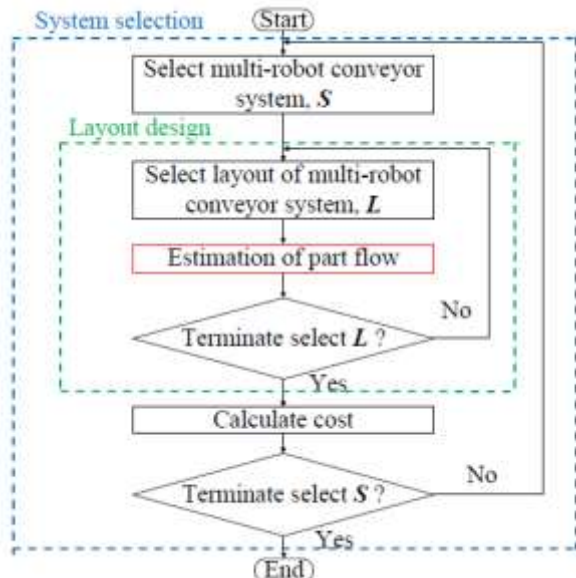 System selection
Start
Select multi-robot conveyor
system, S
Layout design
Select layout of multi-robot
conveyor system, L
Estimation of part flow
No
Terminate select L ?
Yes
Calculate cost
No
Terminate select S ?
Yes
End